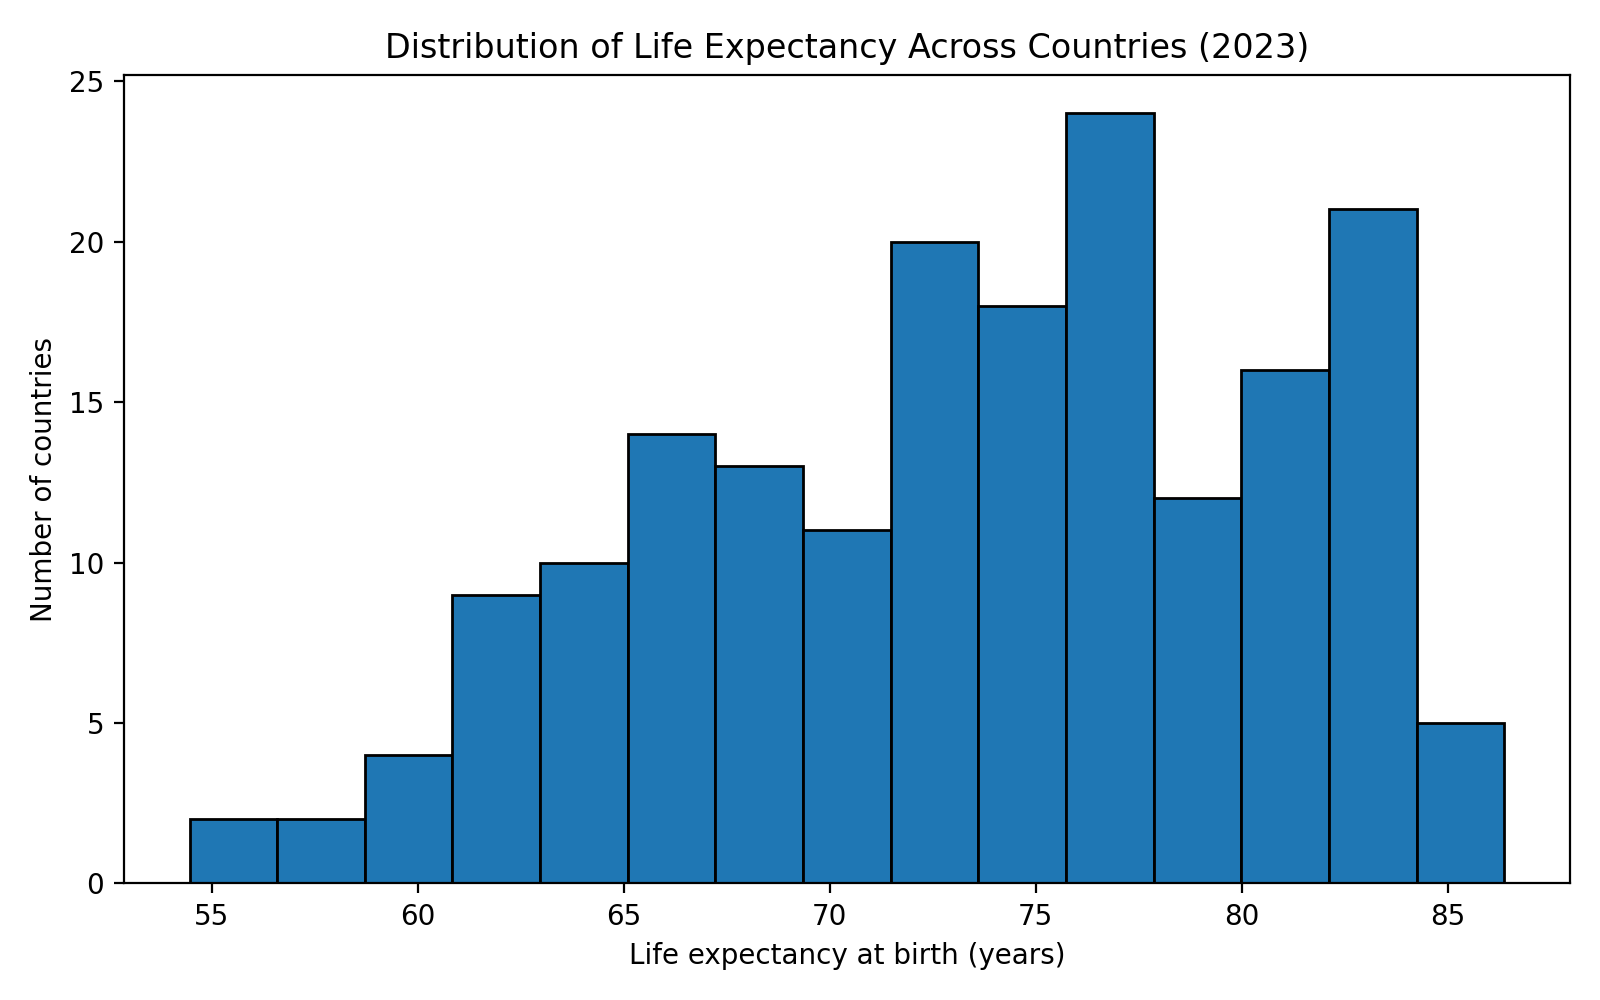 Distribution of Life Expectancy Across Countries (2023)
25
20
15
10
5
0
Number of countries
55 60 65 70 75 80 85
Life expectancy at birth (years)